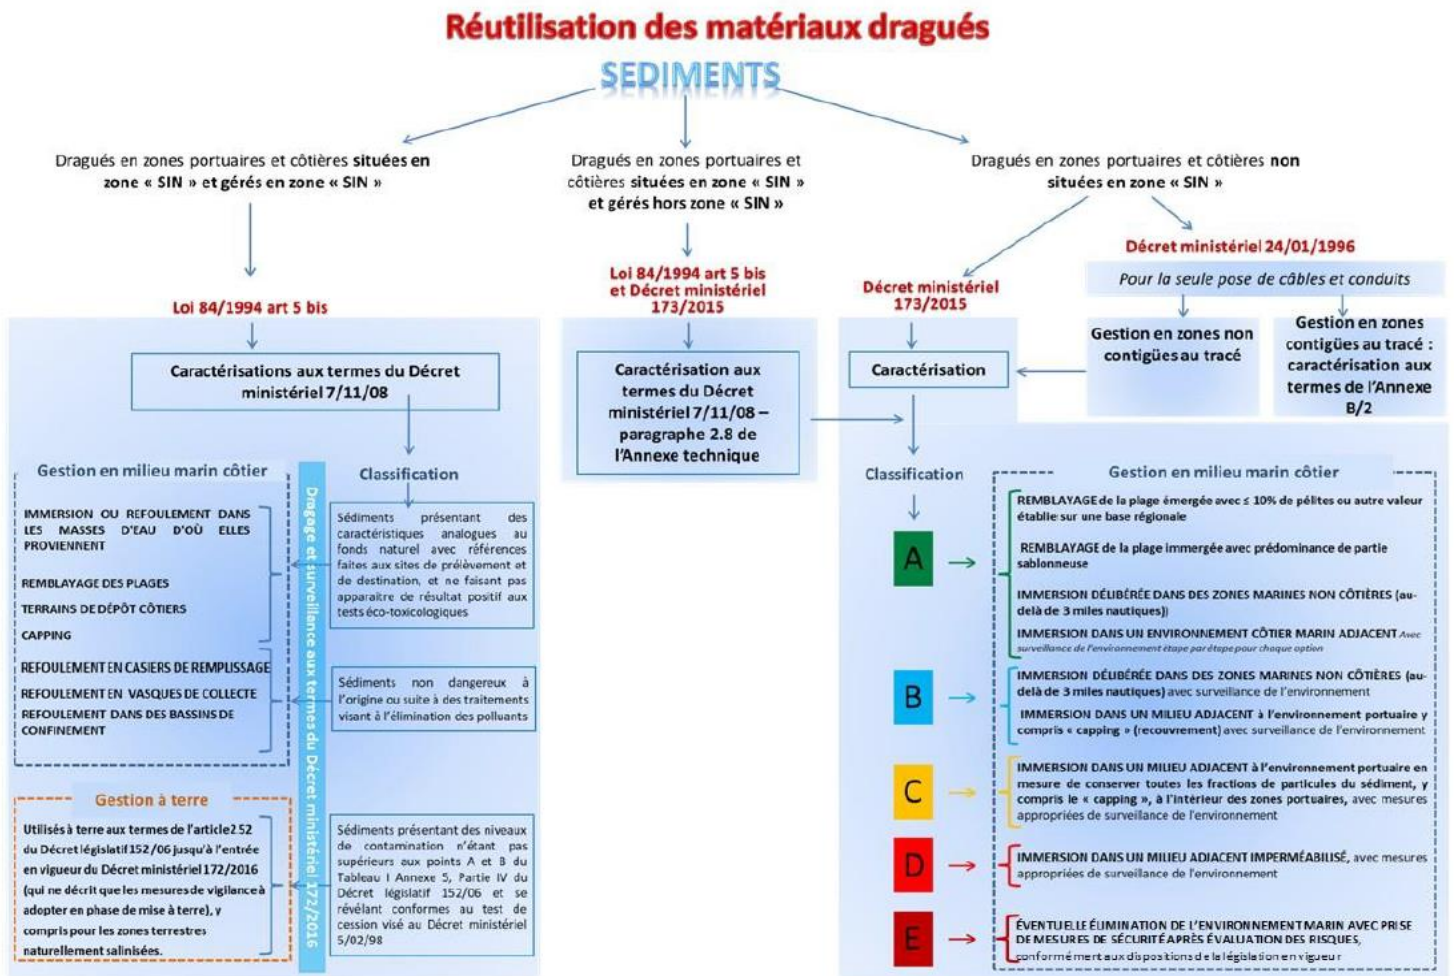 Réutilisation des matériaux dragués
SEDIMENTS
Dragués en zones portuaires et côtières situées en
zone « SIN » et gérés en zone « SIN »
Dragués en zones portuaires et
côtières situées en zone « SIN »
et gérés hors zone « SIN »
Dragués en zones portuaires et côtières non
situées en zone « SIN »
Loi 84/1994 art 5 bis
Loi 84/1994 art 5 bis
et Décret ministériel
173/2015
Décret ministériel
173/2015
Décret ministériel 24/01/1996
Pour la seule pose de câbles et conduits
Gestion en zones non
contigües au tracé
Gestion en zones
contigües au tracé :
caractérisation aux
termes de l'Annexe
B/2
Caractérisations aux termes du Décret
ministériel 7/11/08
Caractérisation aux
termes du Décret
ministériel 7/11/08 –
paragraphe 2.8 de
l'Annexe technique
Caractérisation
Gestion en milieu marin côtier
IMMERSION OU REFOULEMENT DANS
LES MASSES D'EAU D'OÙ ELLES
PROVIENNENT
REMBLAYAGE DES PLAGES
TERRAINS DE DÉPÔT CÔTIERS
CAPPING
REFOULEMENT EN CASIERS DE REMPLISSAGE
REFOULEMENT EN VASQUES DE COLLECTE
REFOULEMENT DANS DES BASSINS DE
CONFINEMENT
Gestion à terre
Utilisés à terre aux termes de l'article 2.52
du Décret législatif 152/06 jusqu'à l'entrée
en vigueur du Décret ministériel 172/2016
(qui ne décrit que les mesures de vigilance à
adopter en phase de mise à terre), y
compris pour les zones terrestres
naturellement salinisées.
Dragage et surveillance aux termes du Décret ministériel 172/2016
Classification
Sédiments présentant des
caractéristiques analogues au
fonds naturel avec références
faites aux sites de prélèvement et
de destination, et ne faisant pas
apparaitre de résultat positif aux
tests éco-toxicologiques
Sédiments non dangereux à
l'origine ou suite à des traitements
visant à l'élimination des polluants
Sédiments présentant des niveaux
de contamination n'étant pas
supérieurs aux points A et B du
Tableau I Annexe 5, Partie IV du
Décret législatif 152/06 et se
révélant conformes au test de
cession visé au Décret ministériel
5/02/98
Classification
Gestion en milieu marin côtier
A
REMBLAYAGE de la plage émergée avec ≤ 10% de pélites ou autre valeur
établie sur une base régionale
REMBLAYAGE de la plage immergée avec prédominance de partie
sablonneuse
IMMERSION DÉLIBÉRÉE DANS DES ZONES MARINES NON CÔTIÈRES (au-
delà de 3 miles nautiques))
IMMERSION DANS UN ENVIRONNEMENT CÔTIER MARIN ADJACENT Avec
surveillance de l'environnement étape par étape pour chaque option
B
IMMERSION DÉLIBÉRÉE DANS DES ZONES MARINES NON CÔTIÈRES (au-
delà de 3 miles nautiques) avec surveillance de l'environnement
IMMERSION DANS UN MILIEU ADJACENT à l'environnement portuaire y
compris « capping » (recouvrement) avec surveillance de l'environnement
C
IMMERSION DANS UN MILIEU ADJACENT à l'environnement portuaire en
mesure de conserver toutes les fractions de particules du sédiment, y
compris le « capping », à l'intérieur des zones portuaires, avec mesures
appropriées de surveillance de l'environnement
D
IMMERSION DANS UN MILIEU ADJACENT IMPERMÉABILISÉ, avec mesures
appropriées de surveillance de l'environnement
E
ÉVENTUELLE ÉLIMINATION DE L'ENVIRONNEMENT MARIN AVEC PRISE
DE MESURES DE SÉCURITÉ APRÈS ÉVALUATION DES RISQUES,
conformément aux dispositions de la législation en vigueur